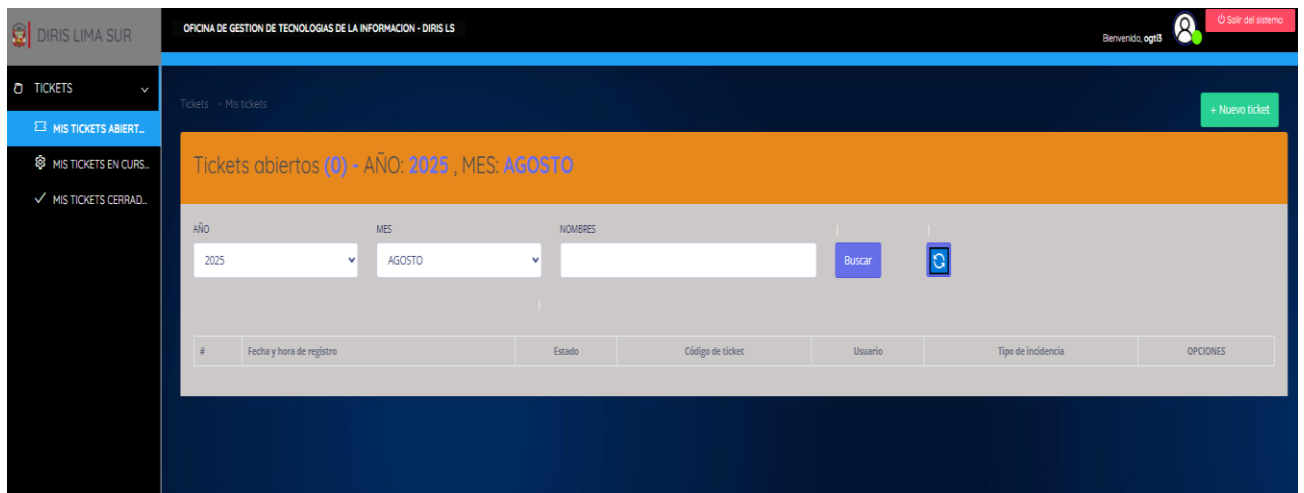 DIRIS LIMA SUR
OFICINA DE GESTION DE TECNOLOGIAS DE LA INFORMACION - DIRIS LS
Bienvenido, ogti3
Salir del sistema
TICKETS
MIS TICKETS ABIERT...
MIS TICKETS EN CURS...
MIS TICKETS CERRAD...
Tickets - Mis tickets
+ Nuevo ticket
Tickets abiertos (0) - AÑO: 2025 , MES: AGOSTO
AÑO MES NOMBRES
2025 AGOSTO Buscar
# Fecha y hora de registro Estado Código de ticket Usuario Tipo de incidencia OPCIONES